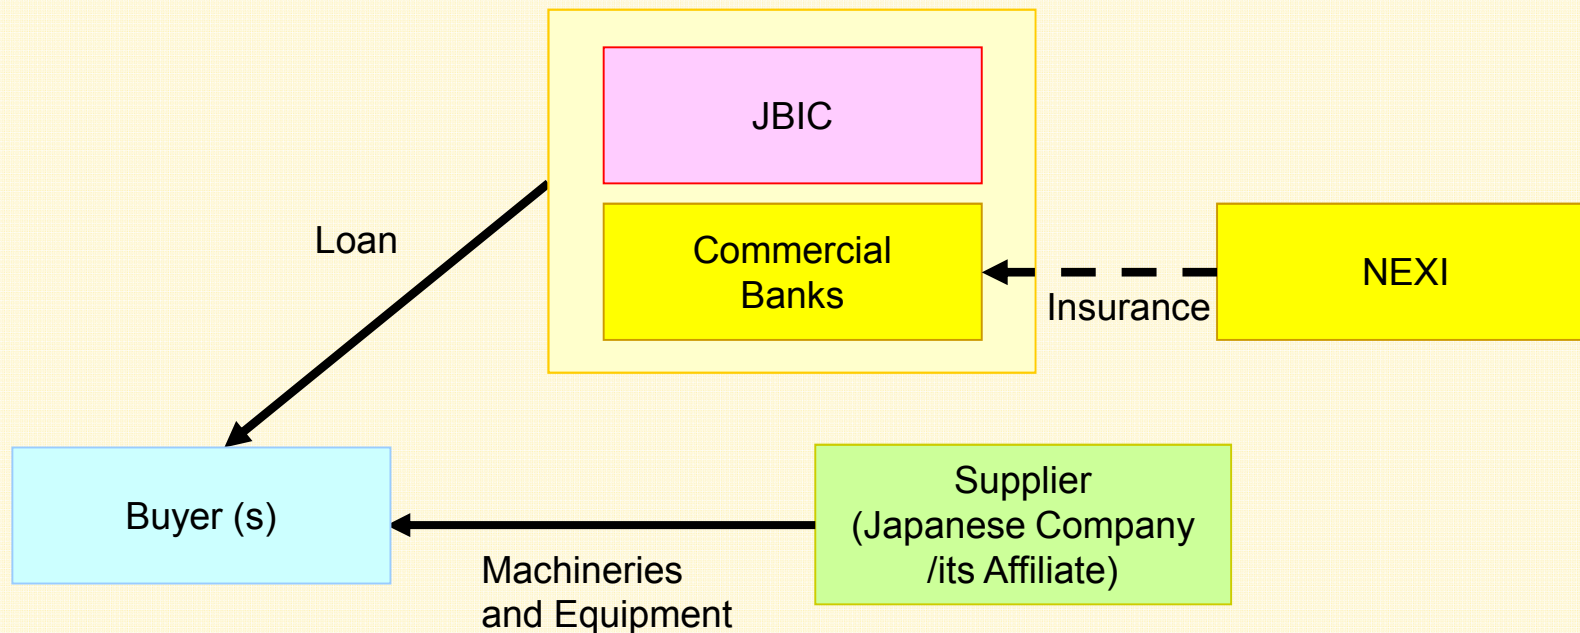 JBIC
Loan
Commercial
Banks
Insurance
NEXI
Buyer (s)
Machineries
and Equipment
Supplier
(Japanese Company
/its Affiliate)